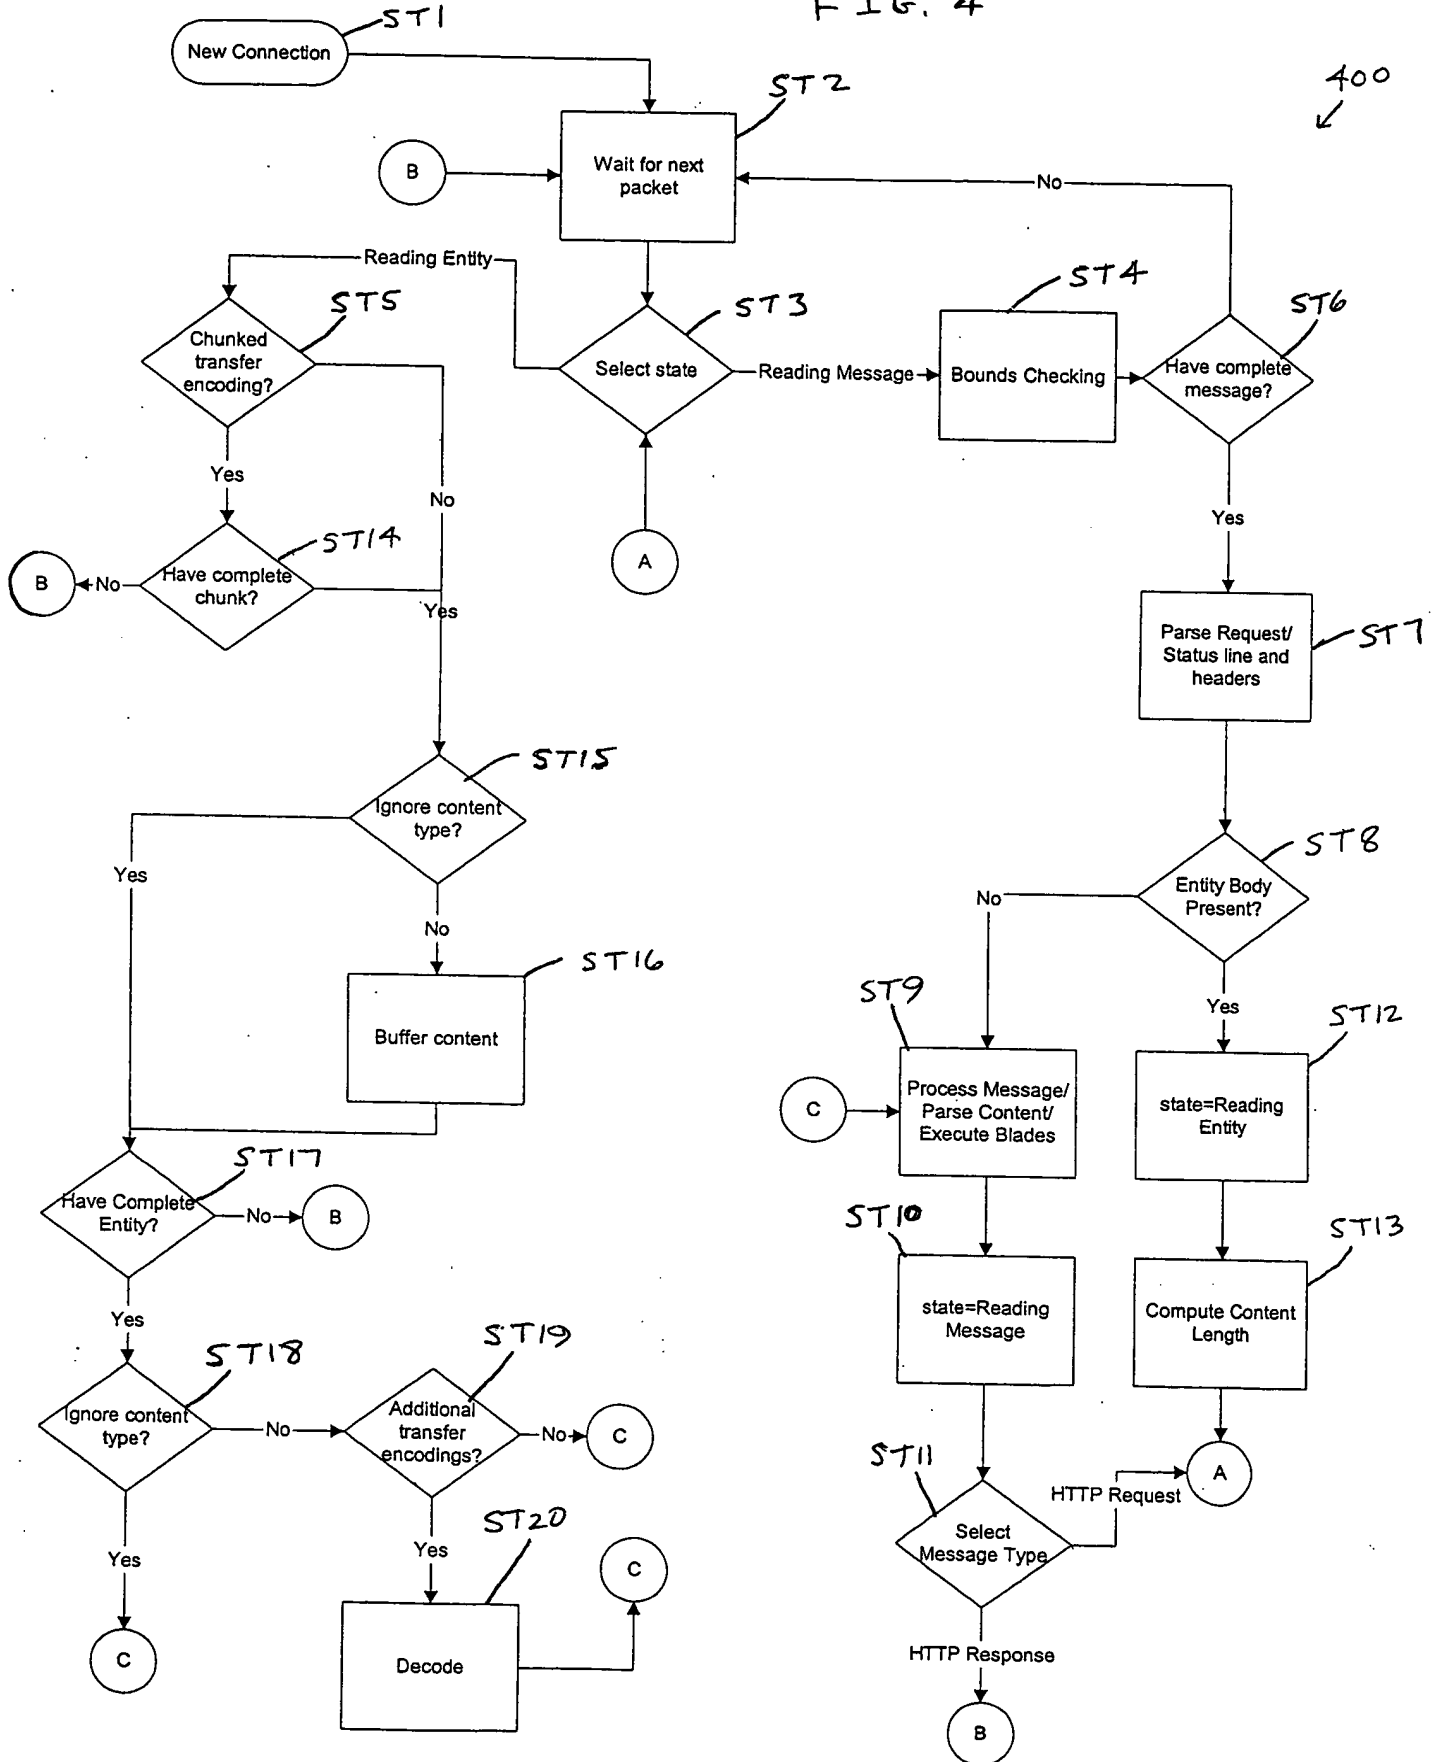 FIG. 4
ST1
New Connection
400
ST2
Wait for next
packet
B
No
Reading Entity
ST3
Select state
Reading Message
ST4
Bounds Checking
ST6
Have complete
message?
ST5
Chunked
transfer
encoding?
Yes
No
A
Yes
ST14
Have complete
chunk?
B
No
Yes
Parse Request/
Status line and
headers
ST7
ST15
Ignore content
type?
Yes
No
ST8
Entity Body
Present?
No
Yes
ST16
Buffer content
ST9
Process Message/
Parse Content/
Execute Blades
C
ST12
state=Reading
Entity
ST17
Have Complete
Entity?
No
B
Yes
ST10
state=Reading
Message
ST13
Compute Content
Length
ST18
Ignore content
type?
No
Yes
C
ST19
Additional
transfer
encodings?
No
C
Yes
ST20
Decode
C
ST11
Select
Message Type
HTTP Request
A
HTTP Response
B